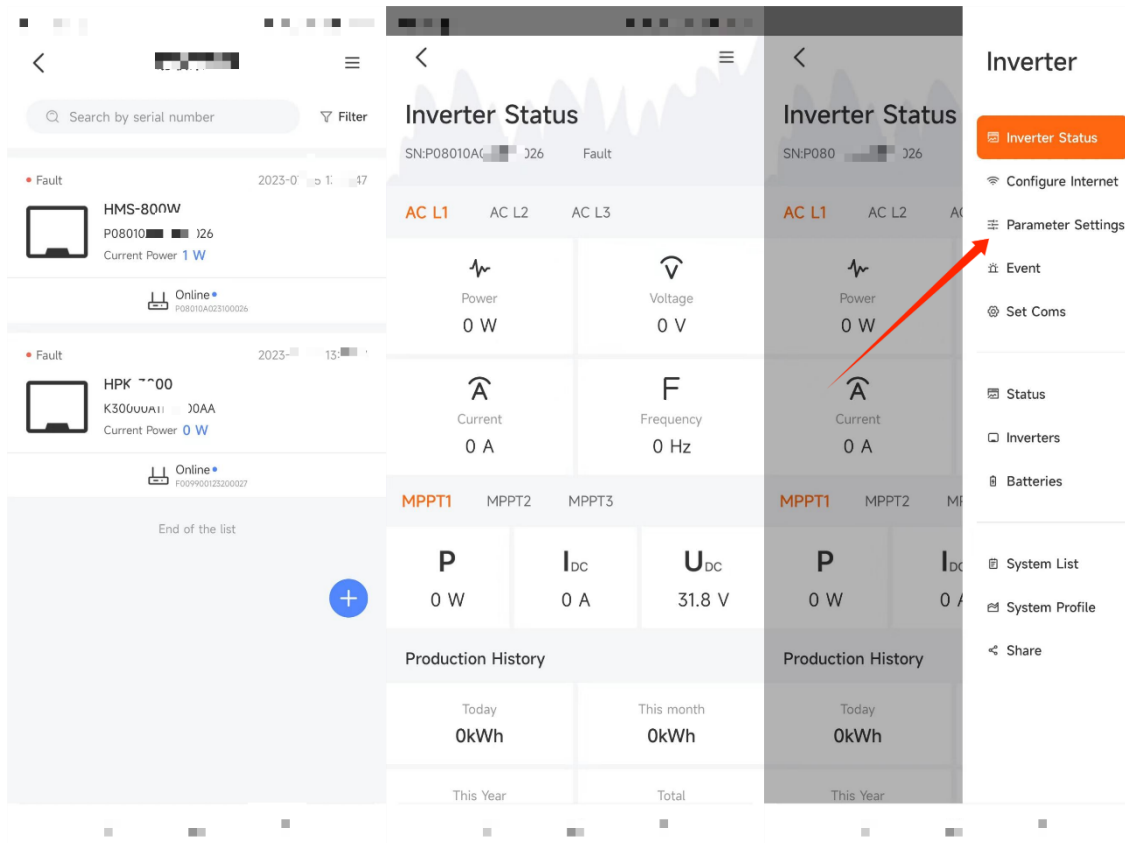 Search by serial number
Filter
Fault
HMS-800W
Current Power 1 W
Online
P08010A023100026
Fault
Current Power 0 W
Online
F009900123200027
End of the list
Inverter Status
Fault
AC L1 AC L2 AC L3
Power
0 W
Voltage
0 V
Current
0 A
Frequency
0 Hz
MPPT1 MPPT2 MPPT3
P
0 W
IDC
0 A
UDC
31.8 V
Production History
Today
0kWh
This month
0kWh
This Year
Total
Inverter Status
AC L1 AC L2
Power
0 W
Current
0 A
MPPT1 MPPT2
P
0 W
Production History
Today
0kWh
This Year
Inverter
Inverter Status
Configure Internet
Parameter Settings
Event
Set Coms
Status
Inverters
Batteries
System List
System Profile
Share